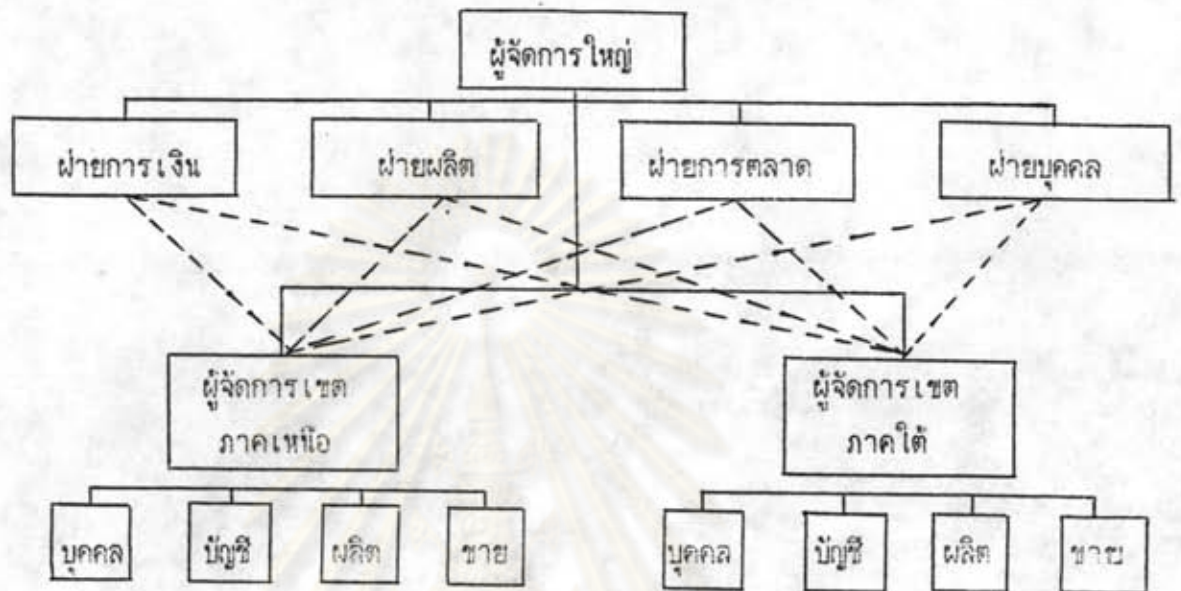 ผู้จัดการใหญ่
ฝ่ายการเงิน ฝ่ายผลิต ฝ่ายการตลาด ฝ่ายบุคคล
ผู้จัดการเขต ผู้จัดการเขต
ภาคเหนือ ภาคใต้
บุคคล บัญชี ผลิต ขาย บุคคล บัญชี ผลิต ขาย